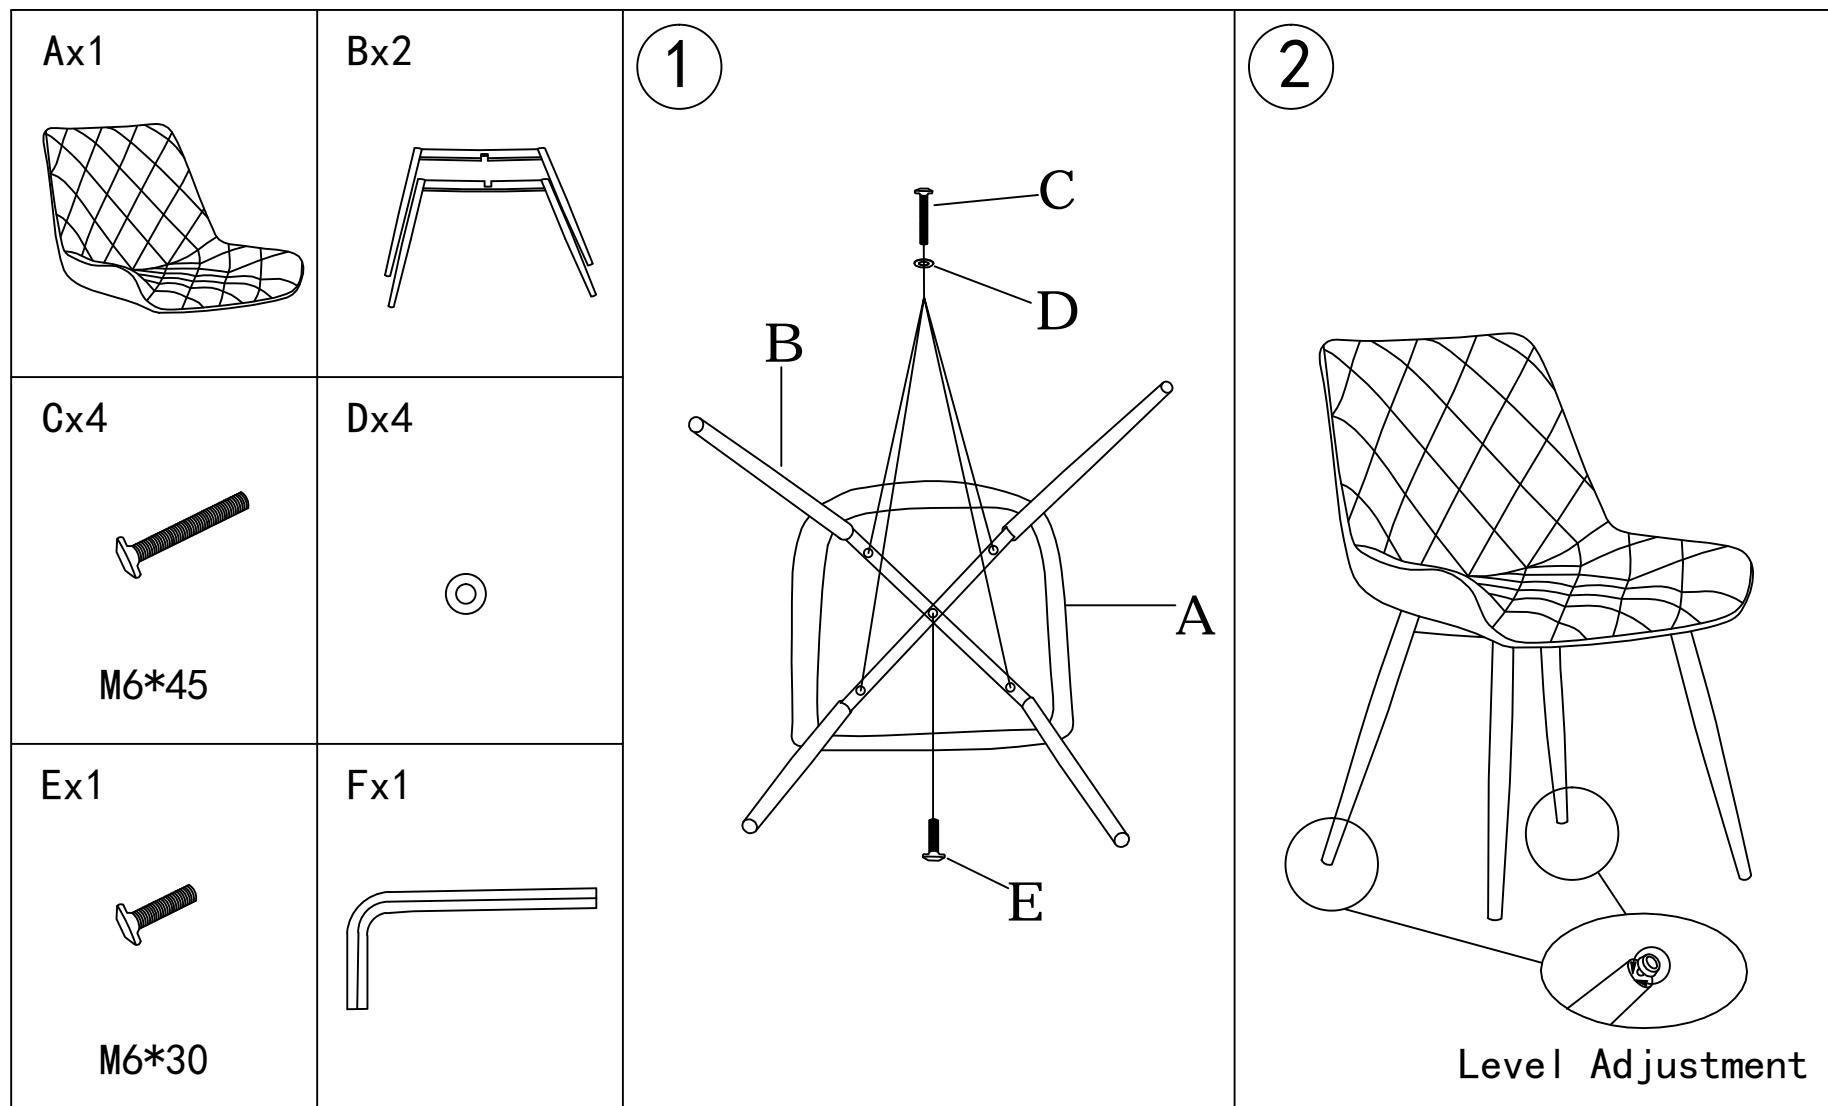 Ax1
Bx2
Cx4
M6*45
Dx4
Ex1
M6*30
Fx1
1
C
D
B
A
E
2
Level Adjustment